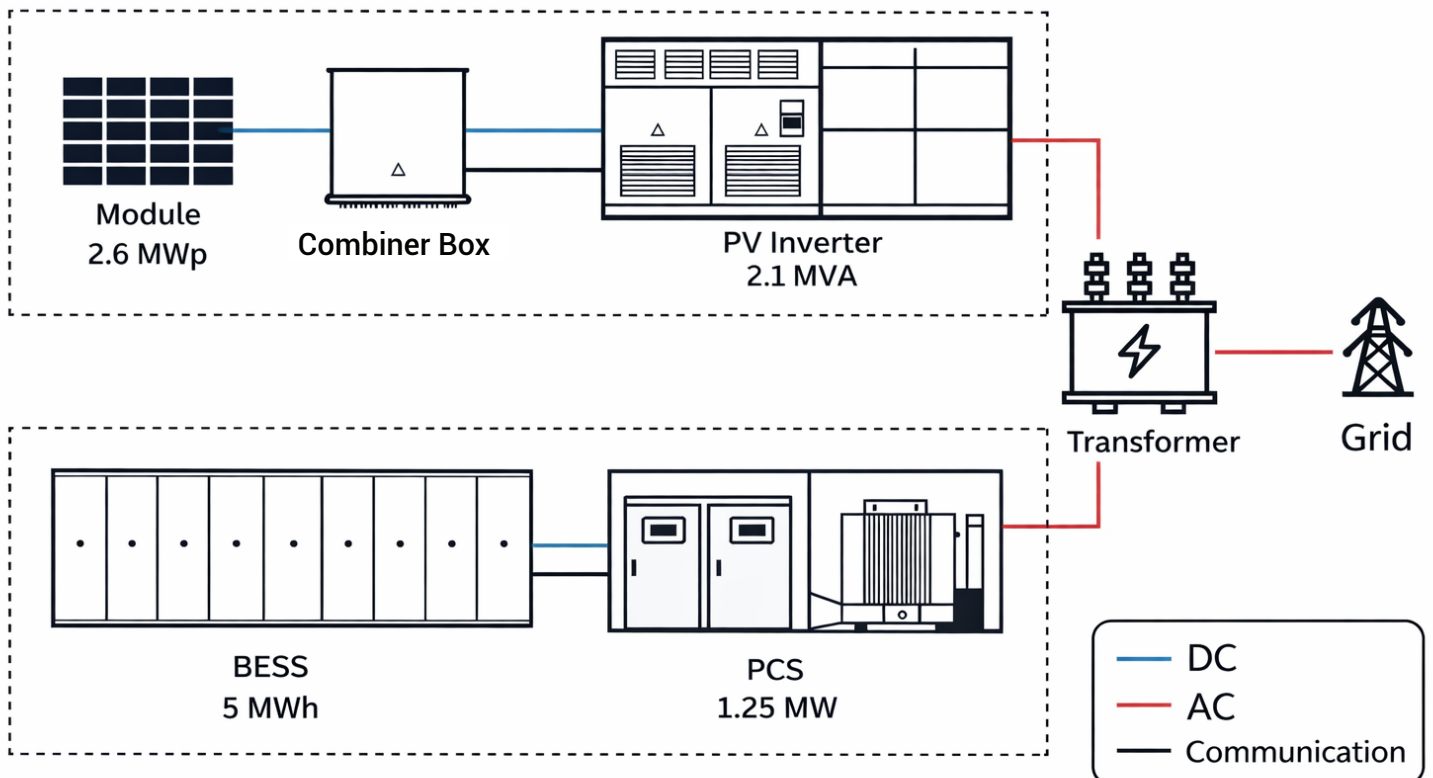 Module
2.6 MWp
Combiner Box
PV Inverter
2.1 MVA
Transformer
Grid
BESS
5 MWh
PCS
1.25 MW
DC
AC
Communication